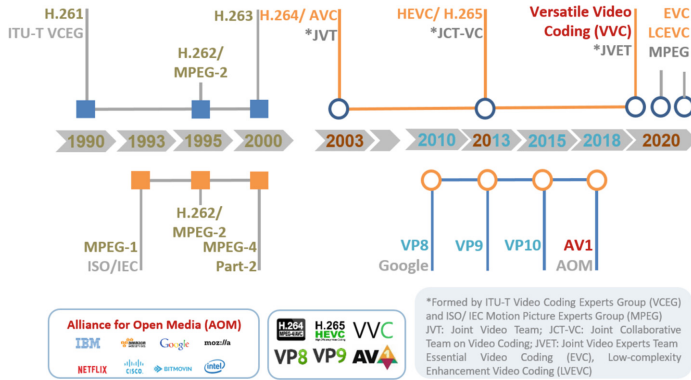 H.261
ITU-T VCEG
H.262/
MPEG-2
H.263
H.264/ AVC
*JVT
HEVC/ H.265
*JCT-VC
Versatile Video
Coding (VVC)
*JVET
EVC
LCEVC
MPEG
1990 1993 1995 2000 2003 2010 2013 2015 2018 2020
MPEG-1
ISO/IEC
H.262/
MPEG-2
MPEG-4
Part-2
VP8
Google
VP9
VP10
AV1
AOM
Alliance for Open Media (AOM)
IBM amazon Google moz://a
NETFLIX CISCO BITMOVIN intel
H.264 H.265 VVC
MPEG-4/AVC HEVC
VP8 VP9 AV1
*Formed by ITU-T Video Coding Experts Group (VCEG)
and ISO/ IEC Motion Picture Experts Group (MPEG)
JVT: Joint Video Team; JCT-VC: Joint Collaborative
Team on Video Coding; JVET: Joint Video Experts Team
Essential Video Coding (EVC), Low-complexity
Enhancement Video Coding (LVEVC)